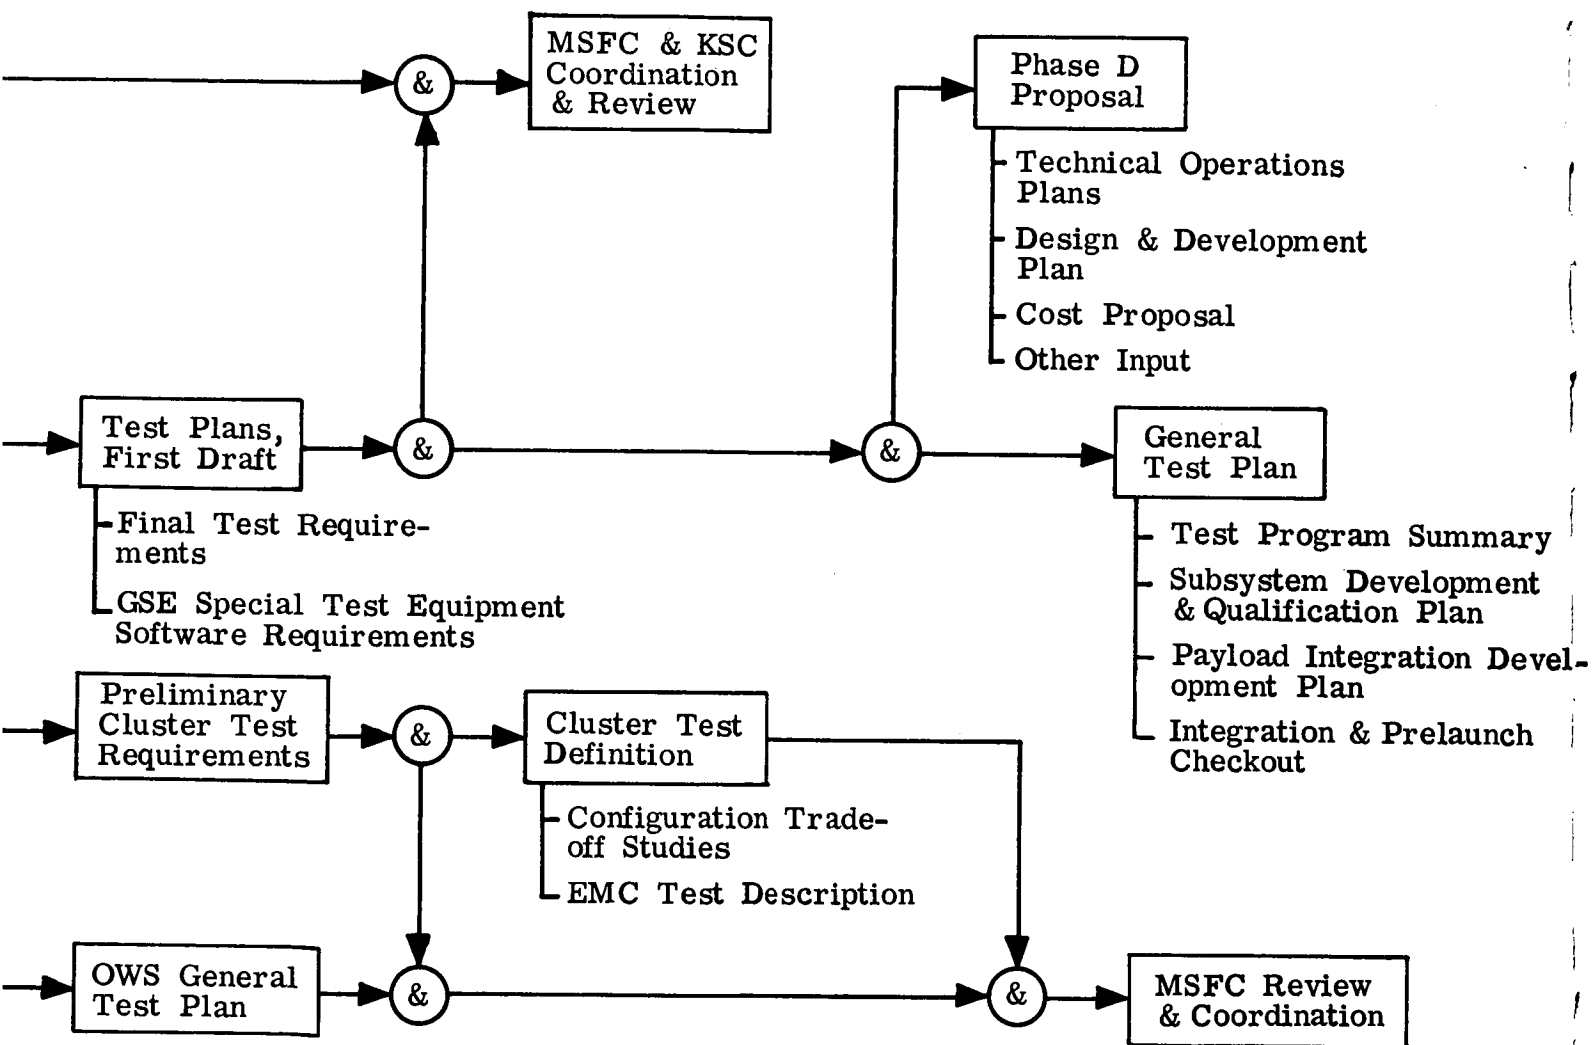 MSFC & KSC
Coordination
& Review
&
Phase D
Proposal
Technical Operations
Plans
Design & Development
Plan
Cost Proposal
Other Input
Test Plans,
First Draft
&
&
General
Test Plan
Final Test Require-
ments
GSE Special Test Equipment
Software Requirements
Test Program Summary
Subsystem Development
& Qualification Plan
Payload Integration Devel-
opment Plan
Integration & Prelaunch
Checkout
Preliminary
Cluster Test
Requirements
&
Cluster Test
Definition
Configuration Trade-
off Studies
EMC Test Description
OWS General
Test Plan
&
&
MSFC Review
& Coordination